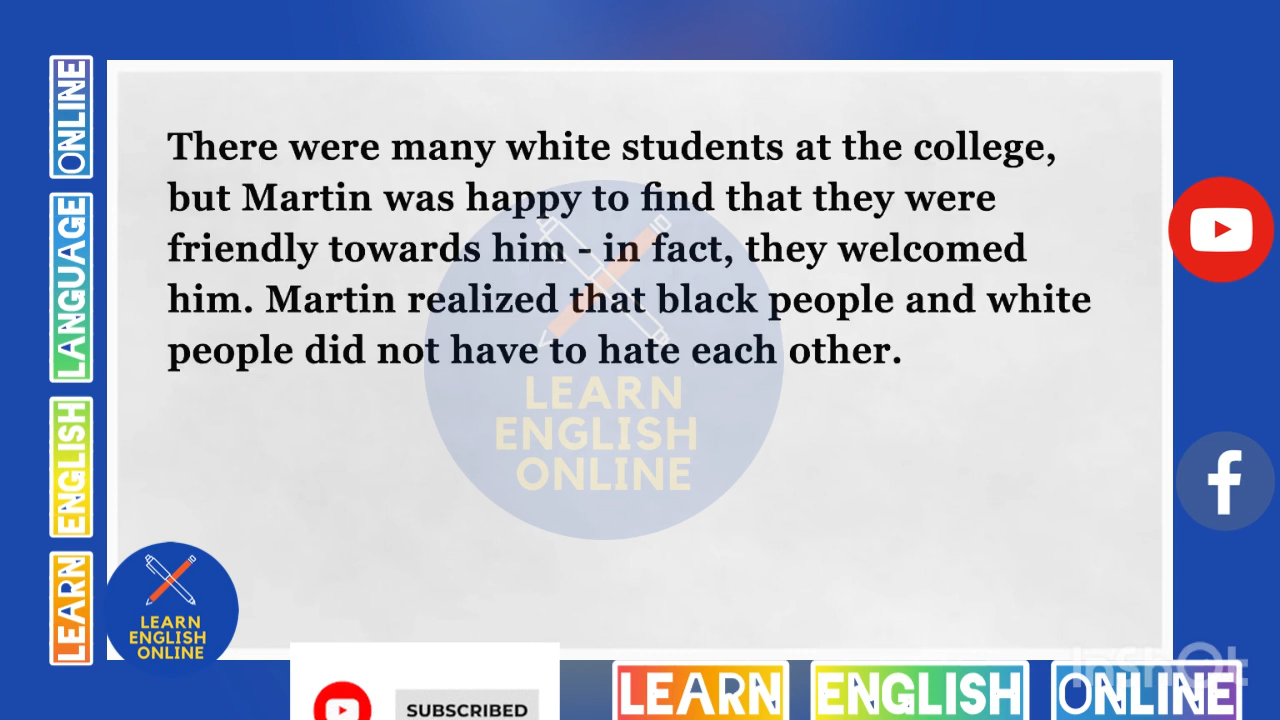 There were many white students at the college,
but Martin was happy to find that they were
friendly towards him - in fact, they welcomed
him. Martin realized that black people and white
people did not have to hate each other.
LEARN
ENGLISH
ONLINE
LEARN ENGLISH LANGUAGE ONLINE
LEARN
ENGLISH
ONLINE
SUBSCRIBED
LEARN ENGLISH ONLINE
InShOt